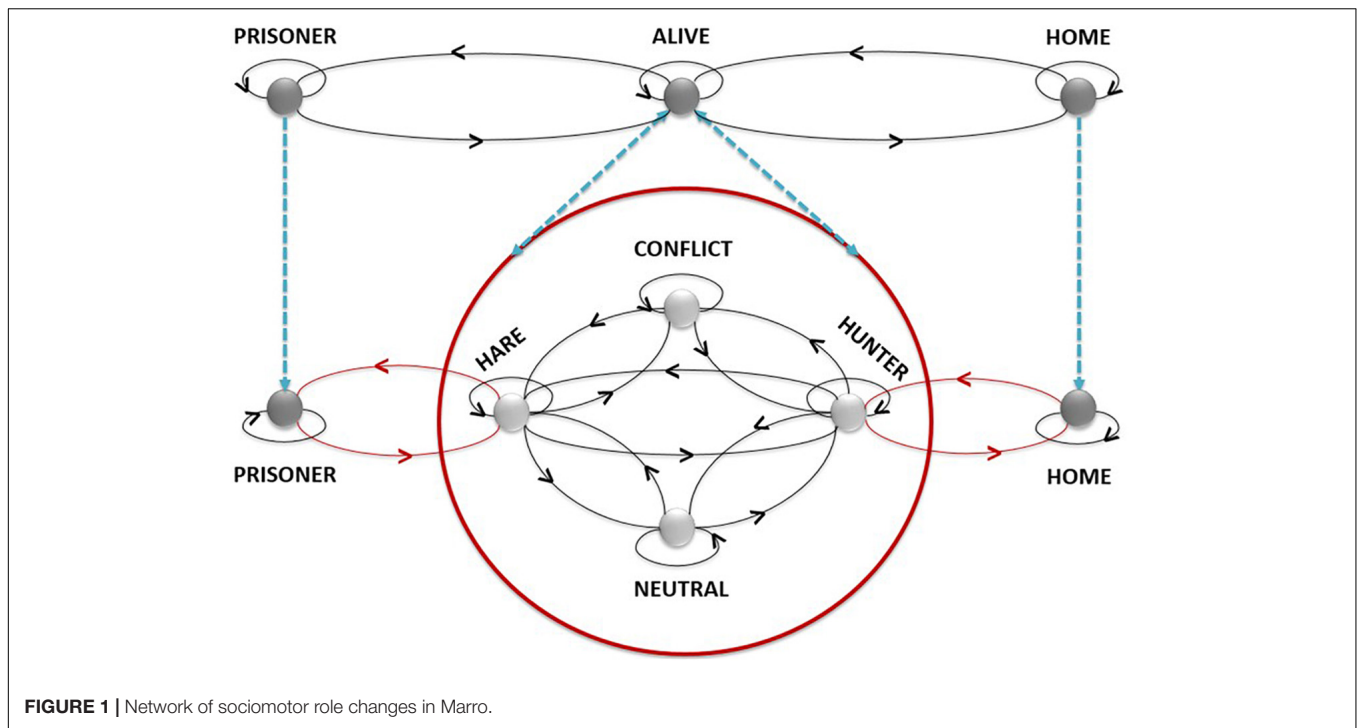 PRISONER ALIVE HOME
CONFLICT
HARE HUNTER
PRISONER HOME
NEUTRAL
FIGURE 1 | Network of sociomotor role changes in Marro.